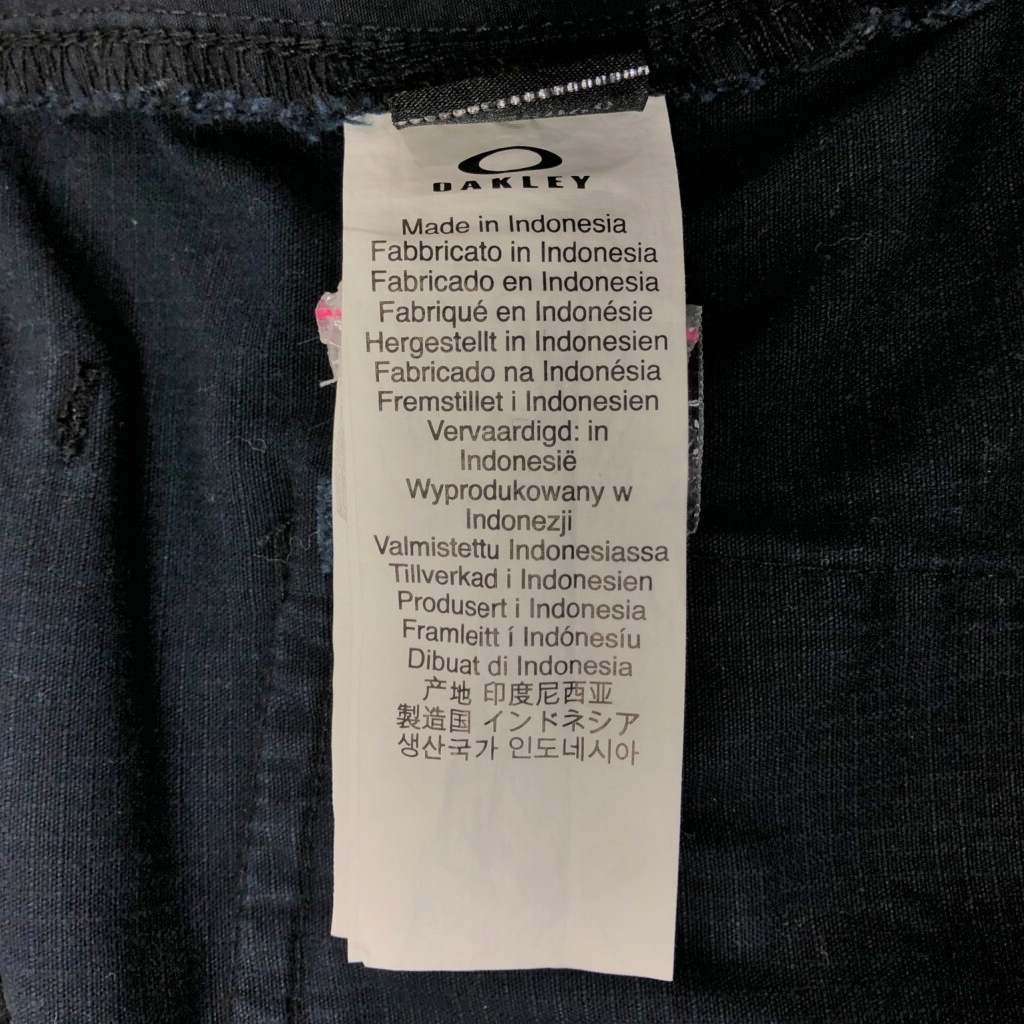 OAKLEY
Made in Indonesia
Fabbricato in Indonesia
Fabricado en Indonesia
Fabriqué en Indonésie
Hergestellt in Indonesien
Fabricado na Indonésia
Fremstillet i Indonesien
Vervaardigd: in
Indonesië
Wyprodukowany w
Indonezji
Valmistettu Indonesiassa
Tillverkad i Indonesien
Produsert i Indonesia
Framleitt í Indónesíu
Dibuat di Indonesia
产地 印度尼西亚
製造国 インドネシア
생산국가 인도네시아